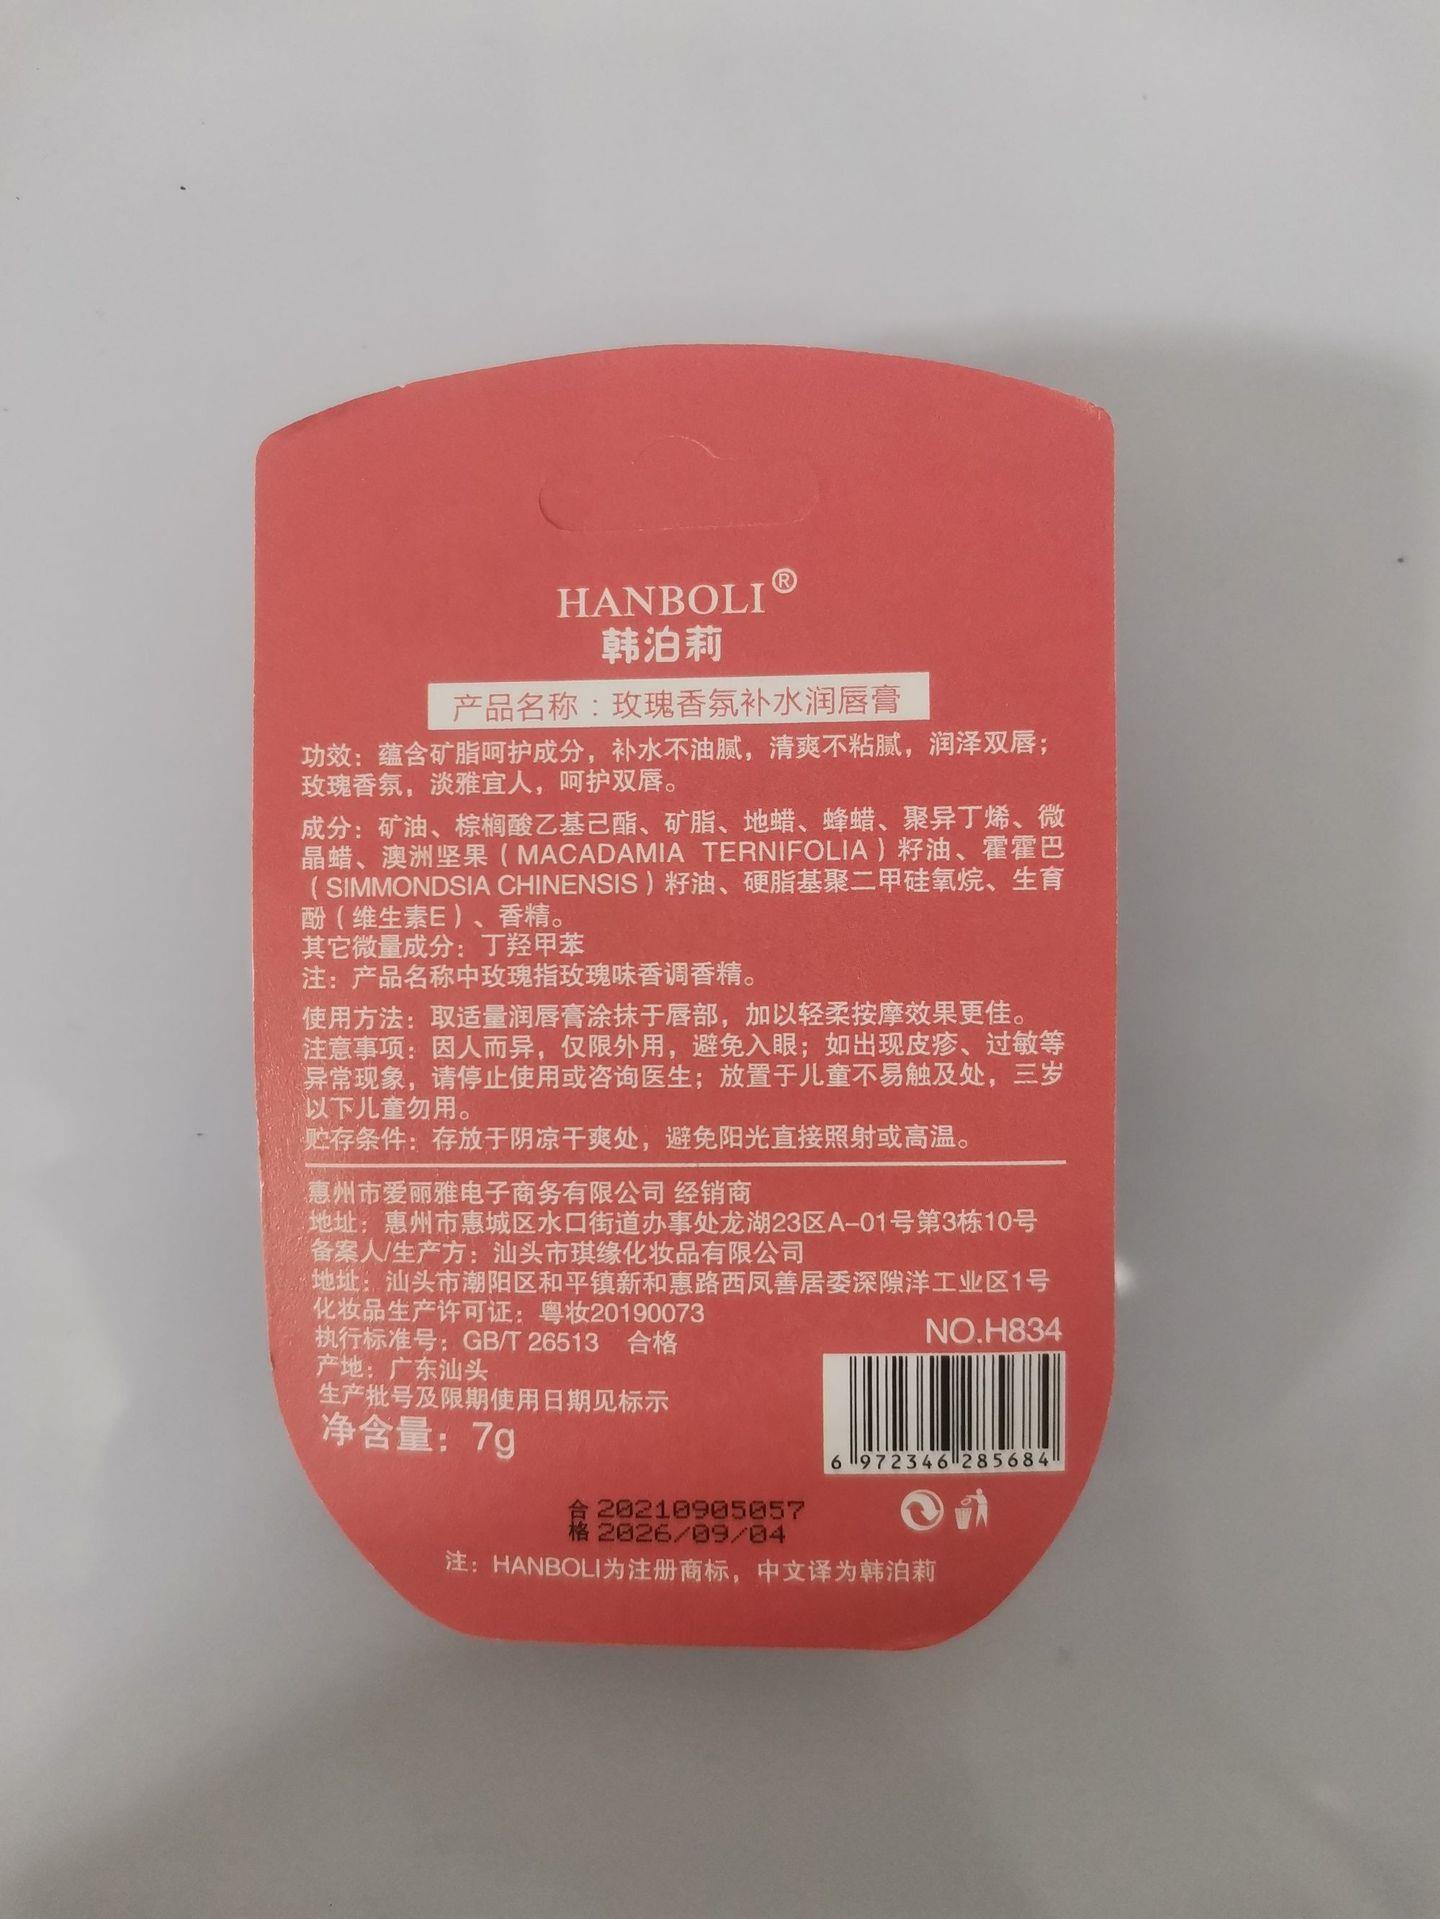 HANBOLI®
韩泊莉
产品名称：玫瑰香氛补水润唇膏
功效：蕴含矿脂呵护成分，补水不油腻，清爽不粘腻，润泽双唇；
玫瑰香氛，淡雅宜人，呵护双唇。
成分：矿油、棕榈酸乙基己酯、矿脂、地蜡、蜂蜡、聚异丁烯、微
晶蜡、澳洲坚果（MACADAMIA TERNIFOLIA）籽油、霍霍巴
（SIMMONDSIA CHINENSIS）籽油、硬脂基聚二甲硅氧烷、生育
酚（维生素E）、香精。
其它微量成分：丁羟甲苯
注：产品名称中玫瑰指玫瑰味香调香精。
使用方法：取适量润唇膏涂抹于唇部，加以轻柔按摩效果更佳。
注意事项：因人而异，仅限外用，避免入眼；如出现皮疹、过敏等
异常现象，请停止使用或咨询医生；放置于儿童不易触及处，三岁
以下儿童勿用。
贮存条件：存放于阴凉干爽处，避免阳光直接照射或高温。
惠州市爱丽雅电子商务有限公司 经销商
地址：惠州市惠城区水口街道办事处龙湖23区A-01号第3栋10号
备案人/生产方：汕头市琪缘化妆品有限公司
地址：汕头市潮阳区和平镇新和惠路西凤善居委深隙洋工业区1号
化妆品生产许可证：粤妆20190073
执行标准号：GB/T 26513 合格
产地：广东汕头
生产批号及限期使用日期见标示
净含量：7g
NO.H834
6 972346 285684
合 20210905057
格 2026/09/04
注：HANBOLI为注册商标，中文译为韩泊莉